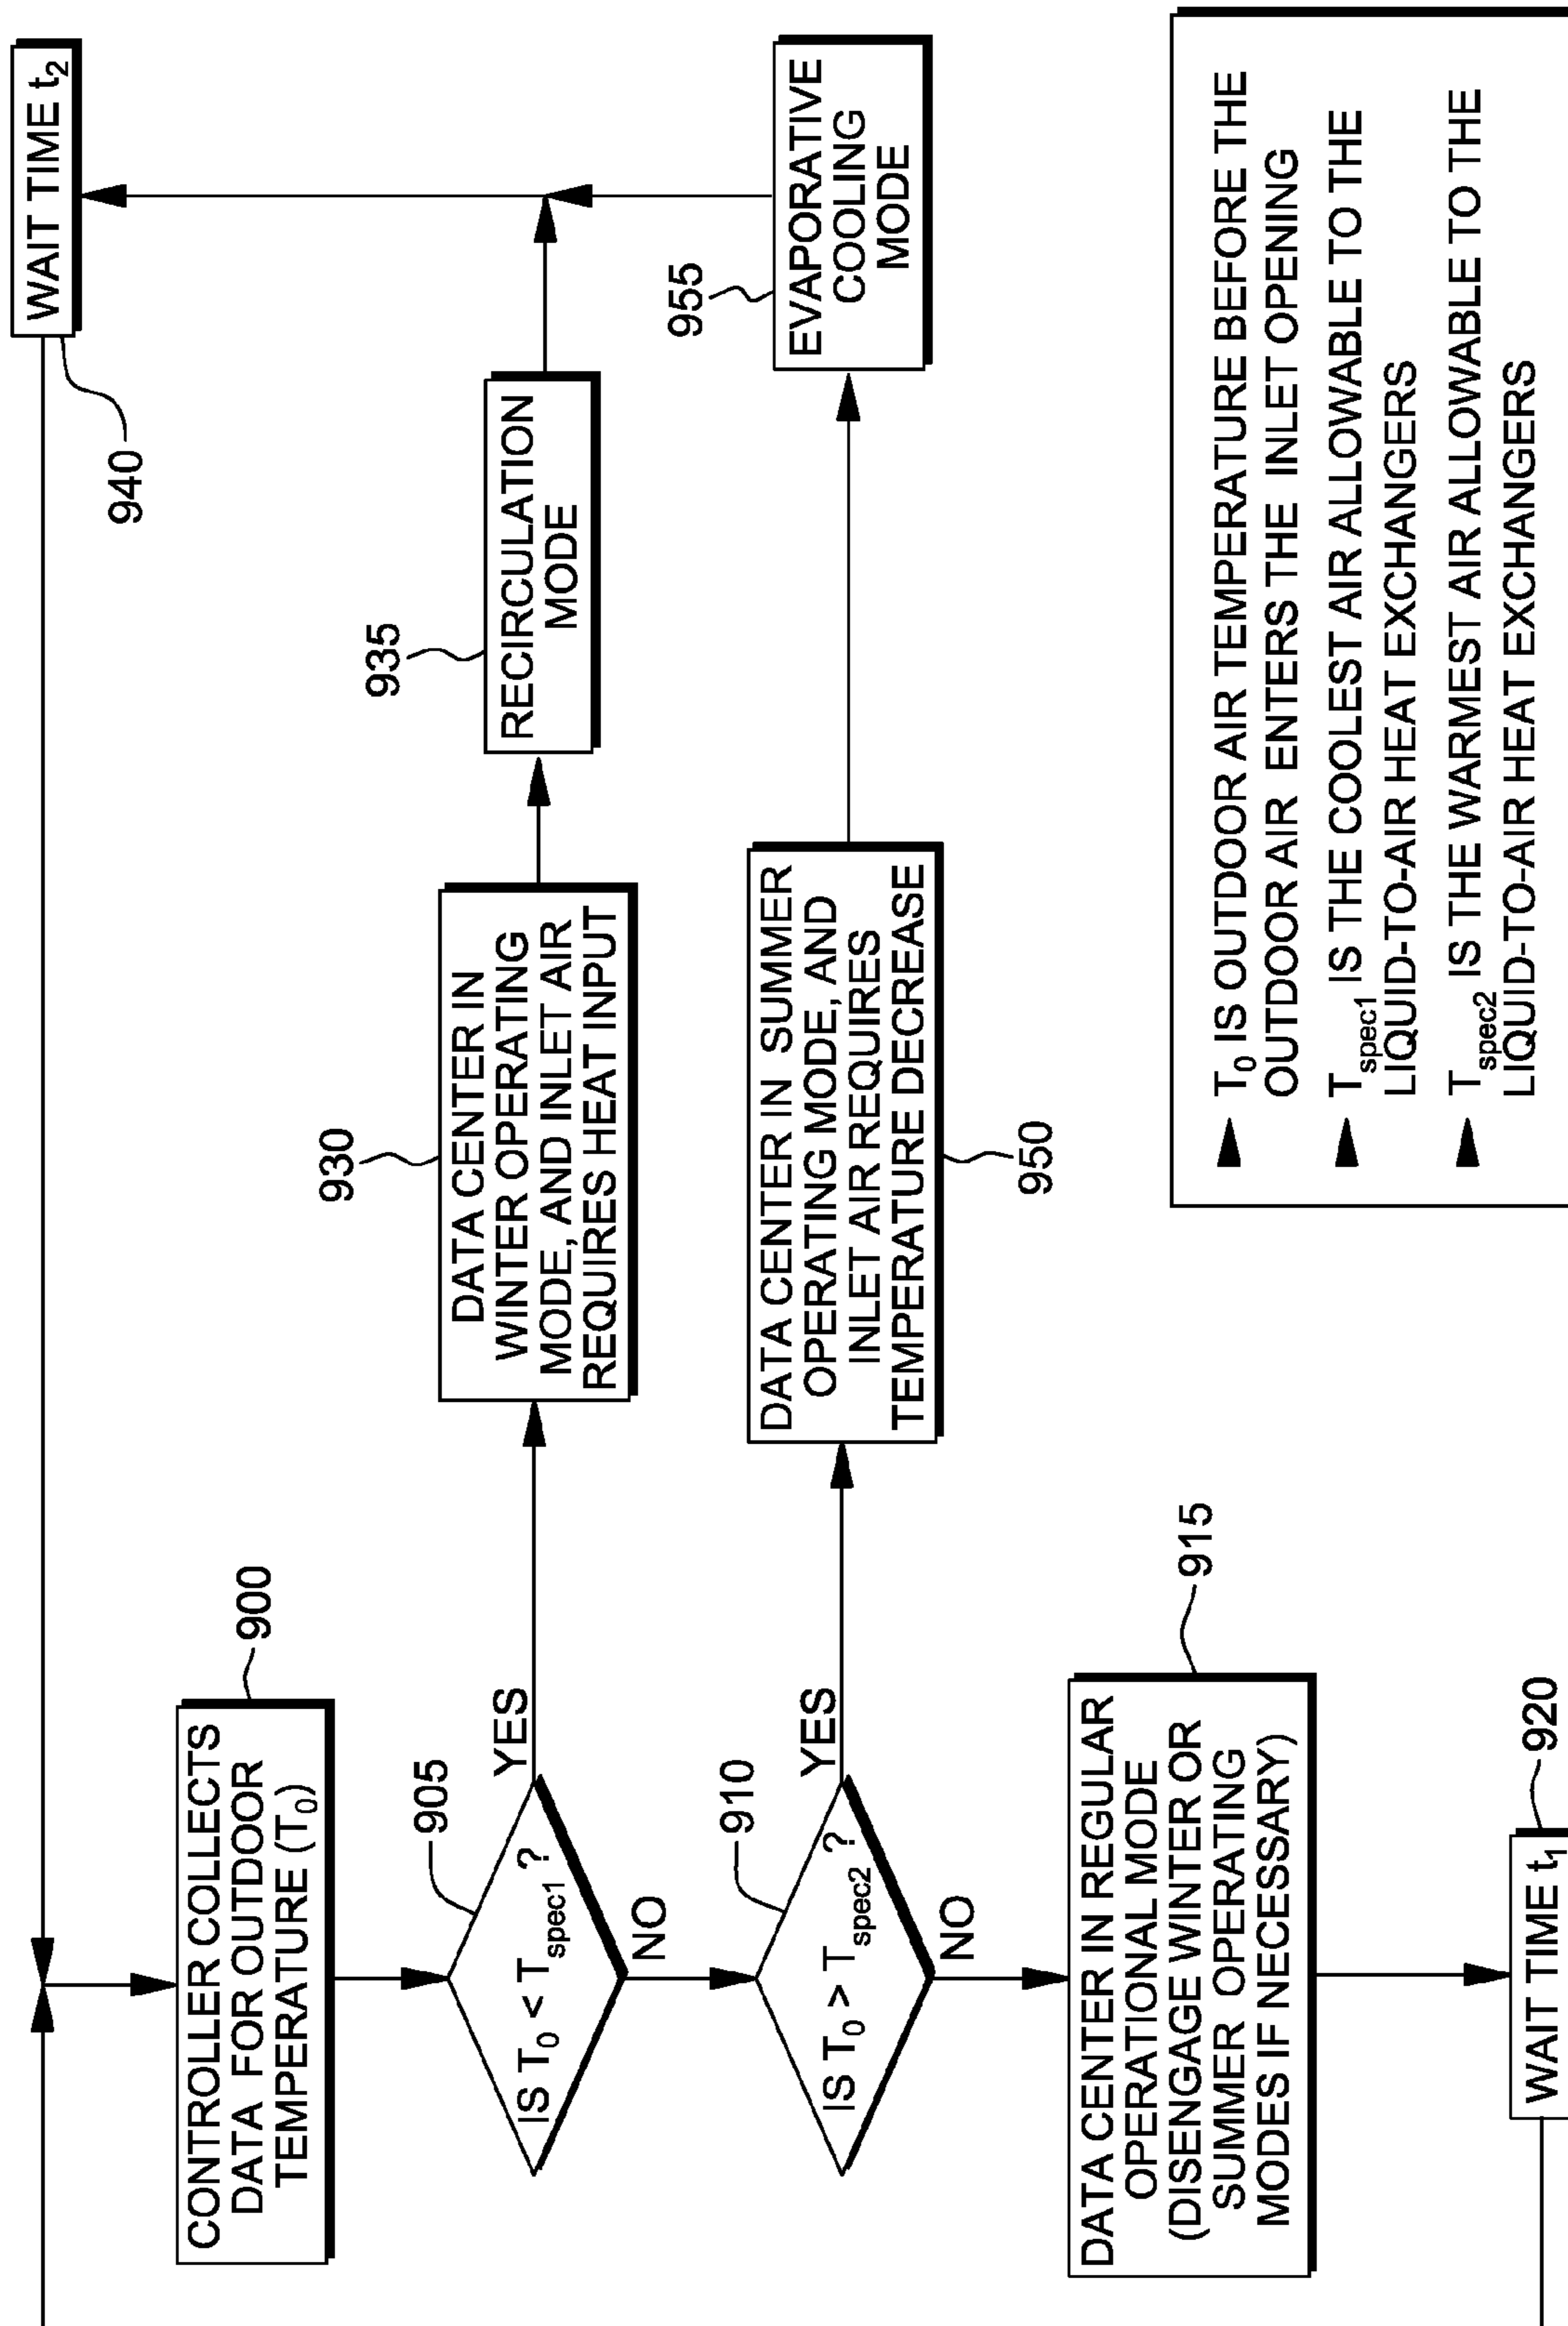 CONTROLLER COLLECTS
DATA FOR OUTDOOR
TEMPERATURE (T0)
900
IS T0 < Tspec1 ?
905
YES
NO
DATA CENTER IN
WINTER OPERATING
MODE, AND INLET AIR
REQUIRES HEAT INPUT
930
RECIRCULATION
MODE
935
WAIT TIME t2
940
IS T0 > Tspec2 ?
910
YES
NO
DATA CENTER IN SUMMER
OPERATING MODE, AND
INLET AIR REQUIRES
TEMPERATURE DECREASE
950
EVAPORATIVE
COOLING
MODE
955
DATA CENTER IN REGULAR
OPERATIONAL MODE
(DISENGAGE WINTER OR
SUMMER OPERATING
MODES IF NECESSARY)
915
WAIT TIME t1
920
T0 IS OUTDOOR AIR TEMPERATURE BEFORE THE
OUTDOOR AIR ENTERS THE INLET OPENING
Tspec1 IS THE COOLEST AIR ALLOWABLE TO THE
LIQUID-TO-AIR HEAT EXCHANGERS
Tspec2 IS THE WARMEST AIR ALLOWABLE TO THE
LIQUID-TO-AIR HEAT EXCHANGERS